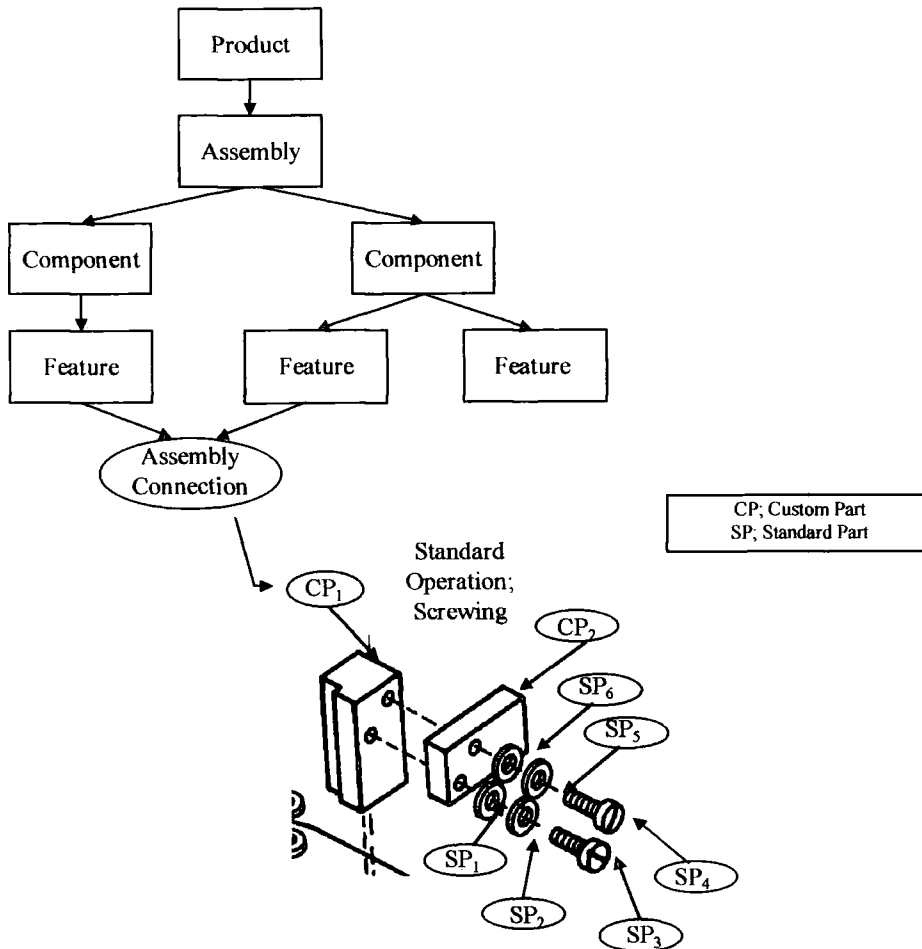 Product
Assembly
Component
Component
Feature
Feature
Feature
Assembly
Connection
CP; Custom Part
SP; Standard Part
Standard
Operation;
Screwing
CP₁
CP₂
SP₆
SP₅
SP₁
SP₄
SP₂
SP₃